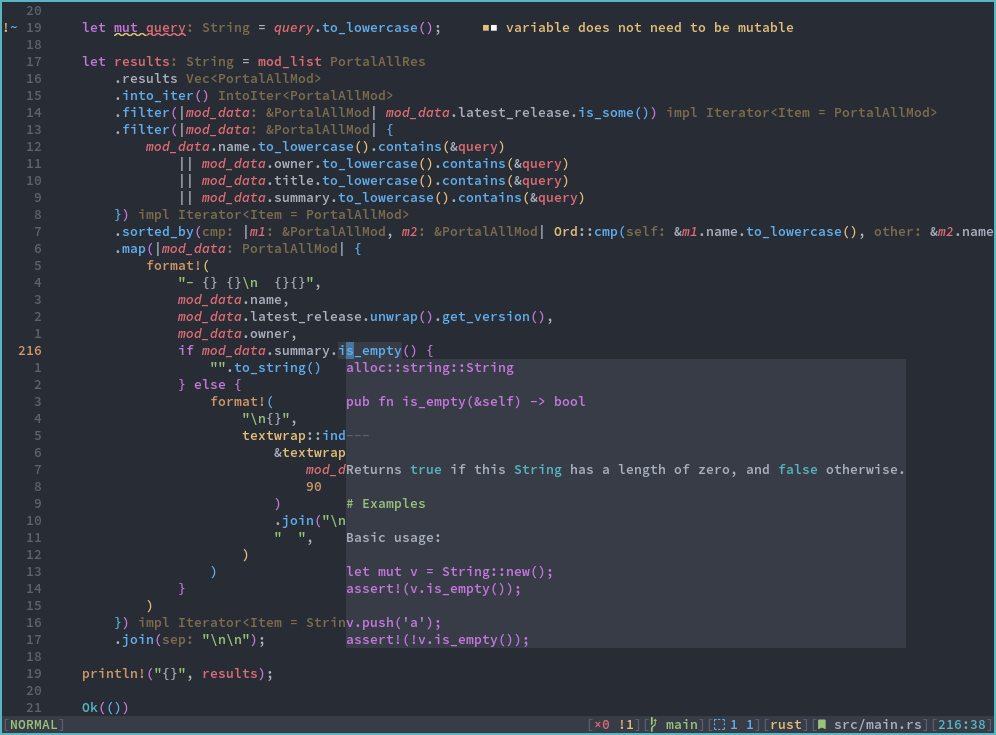 20
!~ 19 let mut query: String = query.to_lowercase(); ▪▪ variable does not need to be mutable
18
17 let results: String = mod_list PortalAllRes
16 .results Vec<PortalAllMod>
15 .into_iter() IntoIter<PortalAllMod>
14 .filter(|mod_data: &PortalAllMod| mod_data.latest_release.is_some()) impl Iterator<Item = PortalAllMod>
13 .filter(|mod_data: &PortalAllMod| {
12 mod_data.name.to_lowercase().contains(&query)
11 || mod_data.owner.to_lowercase().contains(&query)
10 || mod_data.title.to_lowercase().contains(&query)
9 || mod_data.summary.to_lowercase().contains(&query)
8 }) impl Iterator<Item = PortalAllMod>
7 .sorted_by(cmp: |m1: &PortalAllMod, m2: &PortalAllMod| Ord::cmp(self: &m1.name.to_lowercase(), other: &m2.name
6 .map(|mod_data: PortalAllMod| {
5 format!(
4 "- {} {}\n  {}{}",
3 mod_data.name,
2 mod_data.latest_release.unwrap().get_version(),
1 mod_data.owner,
216 if mod_data.summary.is_empty() {
1 "".to_string() alloc::string::String
2 } else {
3 format!( pub fn is_empty(&self) -> bool
4 "\n{}",
5 textwrap::ind ---
6 &textwrap
7 mod_d Returns true if this String has a length of zero, and false otherwise.
8 90
9 ) # Examples
10 .join("\n
11 "  ", Basic usage:
12 )
13 ) let mut v = String::new();
14 } assert!(v.is_empty());
15 )
16 }) impl Iterator<Item = Strin v.push('a');
17 .join(sep: "\n\n"); assert!(!v.is_empty());
18
19 println!("{}", results);
20
21 Ok(())
[NORMAL] [×0 !1][ main][ 1 1][rust][ src/main.rs][216:38]